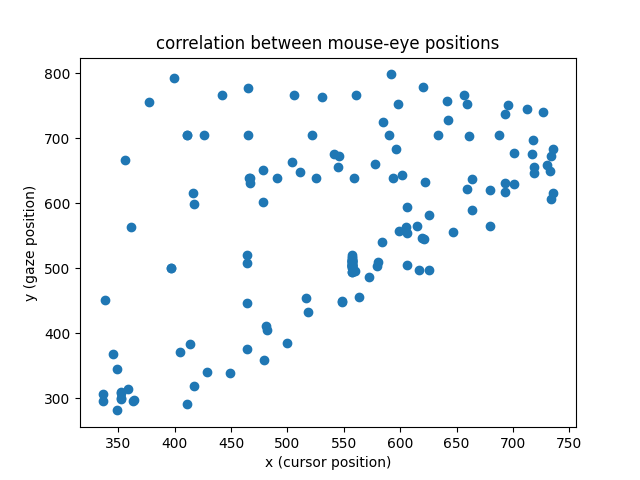 correlation between mouse-eye positions
y (gaze position)
800
700
600
500
400
300
350 400 450 500 550 600 650 700 750
x (cursor position)